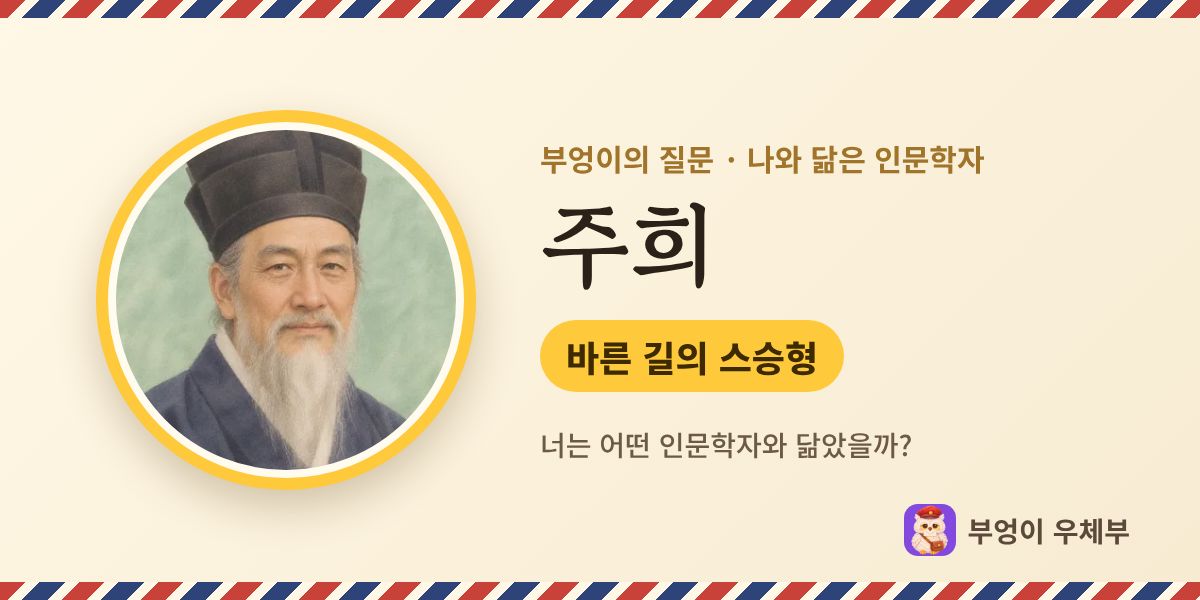 부엉이의 질문 · 나와 닮은 인문학자
주희
바른 길의 스승형
너는 어떤 인문학자와 닮았을까?
부엉이 우체부